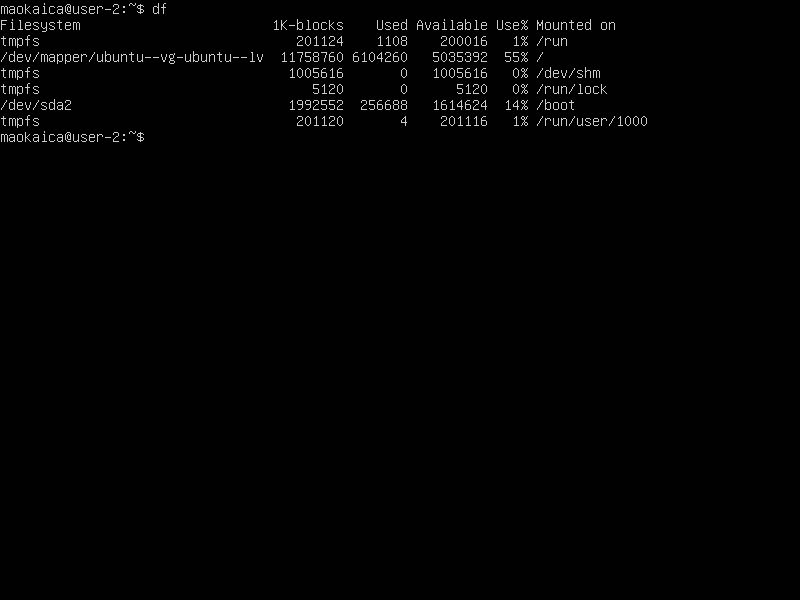 maokaica@user-2:~$ df
Filesystem                        1K-blocks    Used Available Use% Mounted on
tmpfs                                201124    1108    200016   1% /run
/dev/mapper/ubuntu--vg-ubuntu--lv  11758760 6104260   5035392  55% /
tmpfs                               1005616       0   1005616   0% /dev/shm
tmpfs                                  5120       0      5120   0% /run/lock
/dev/sda2                           1992552  256688   1614624  14% /boot
tmpfs                                201120       4    201116   1% /run/user/1000
maokaica@user-2:~$